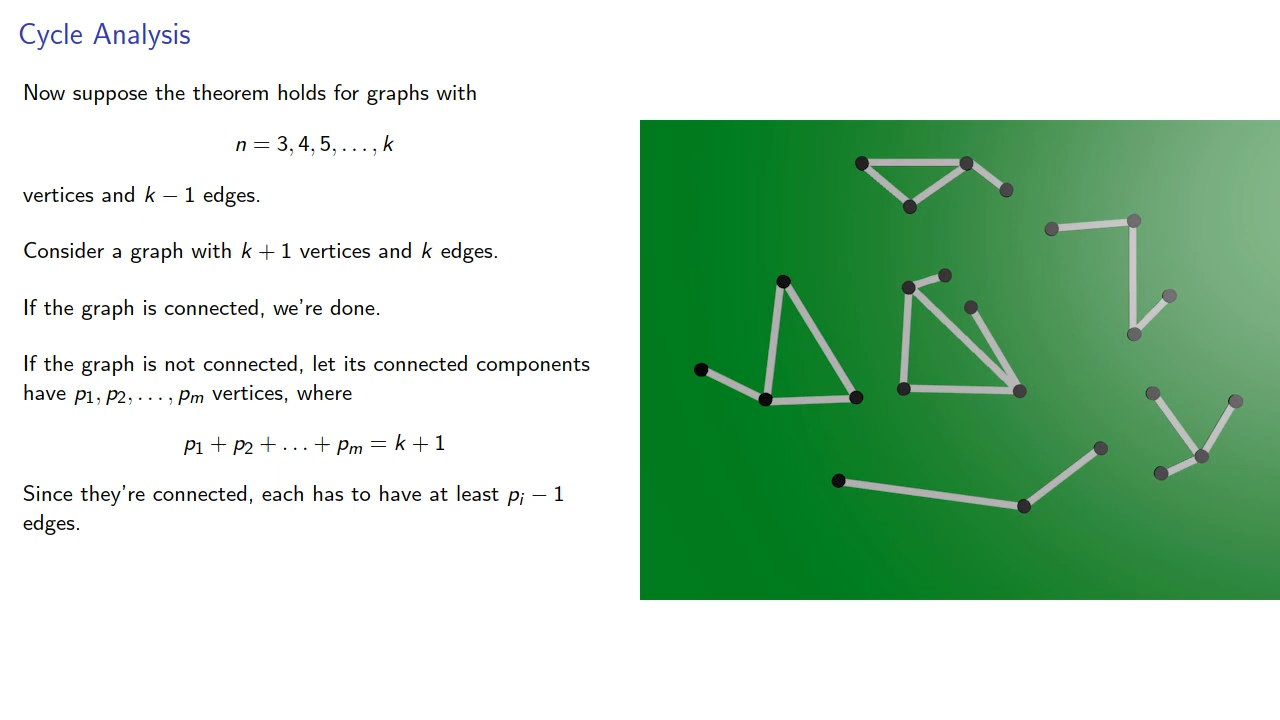 Cycle Analysis
Now suppose the theorem holds for graphs with
n = 3, 4, 5, . . . , k
vertices and k − 1 edges.
Consider a graph with k + 1 vertices and k edges.
If the graph is connected, we're done.
If the graph is not connected, let its connected components
have p₁, p₂, . . . , pₘ vertices, where
p₁ + p₂ + . . . + pₘ = k + 1
Since they're connected, each has to have at least pᵢ − 1
edges.